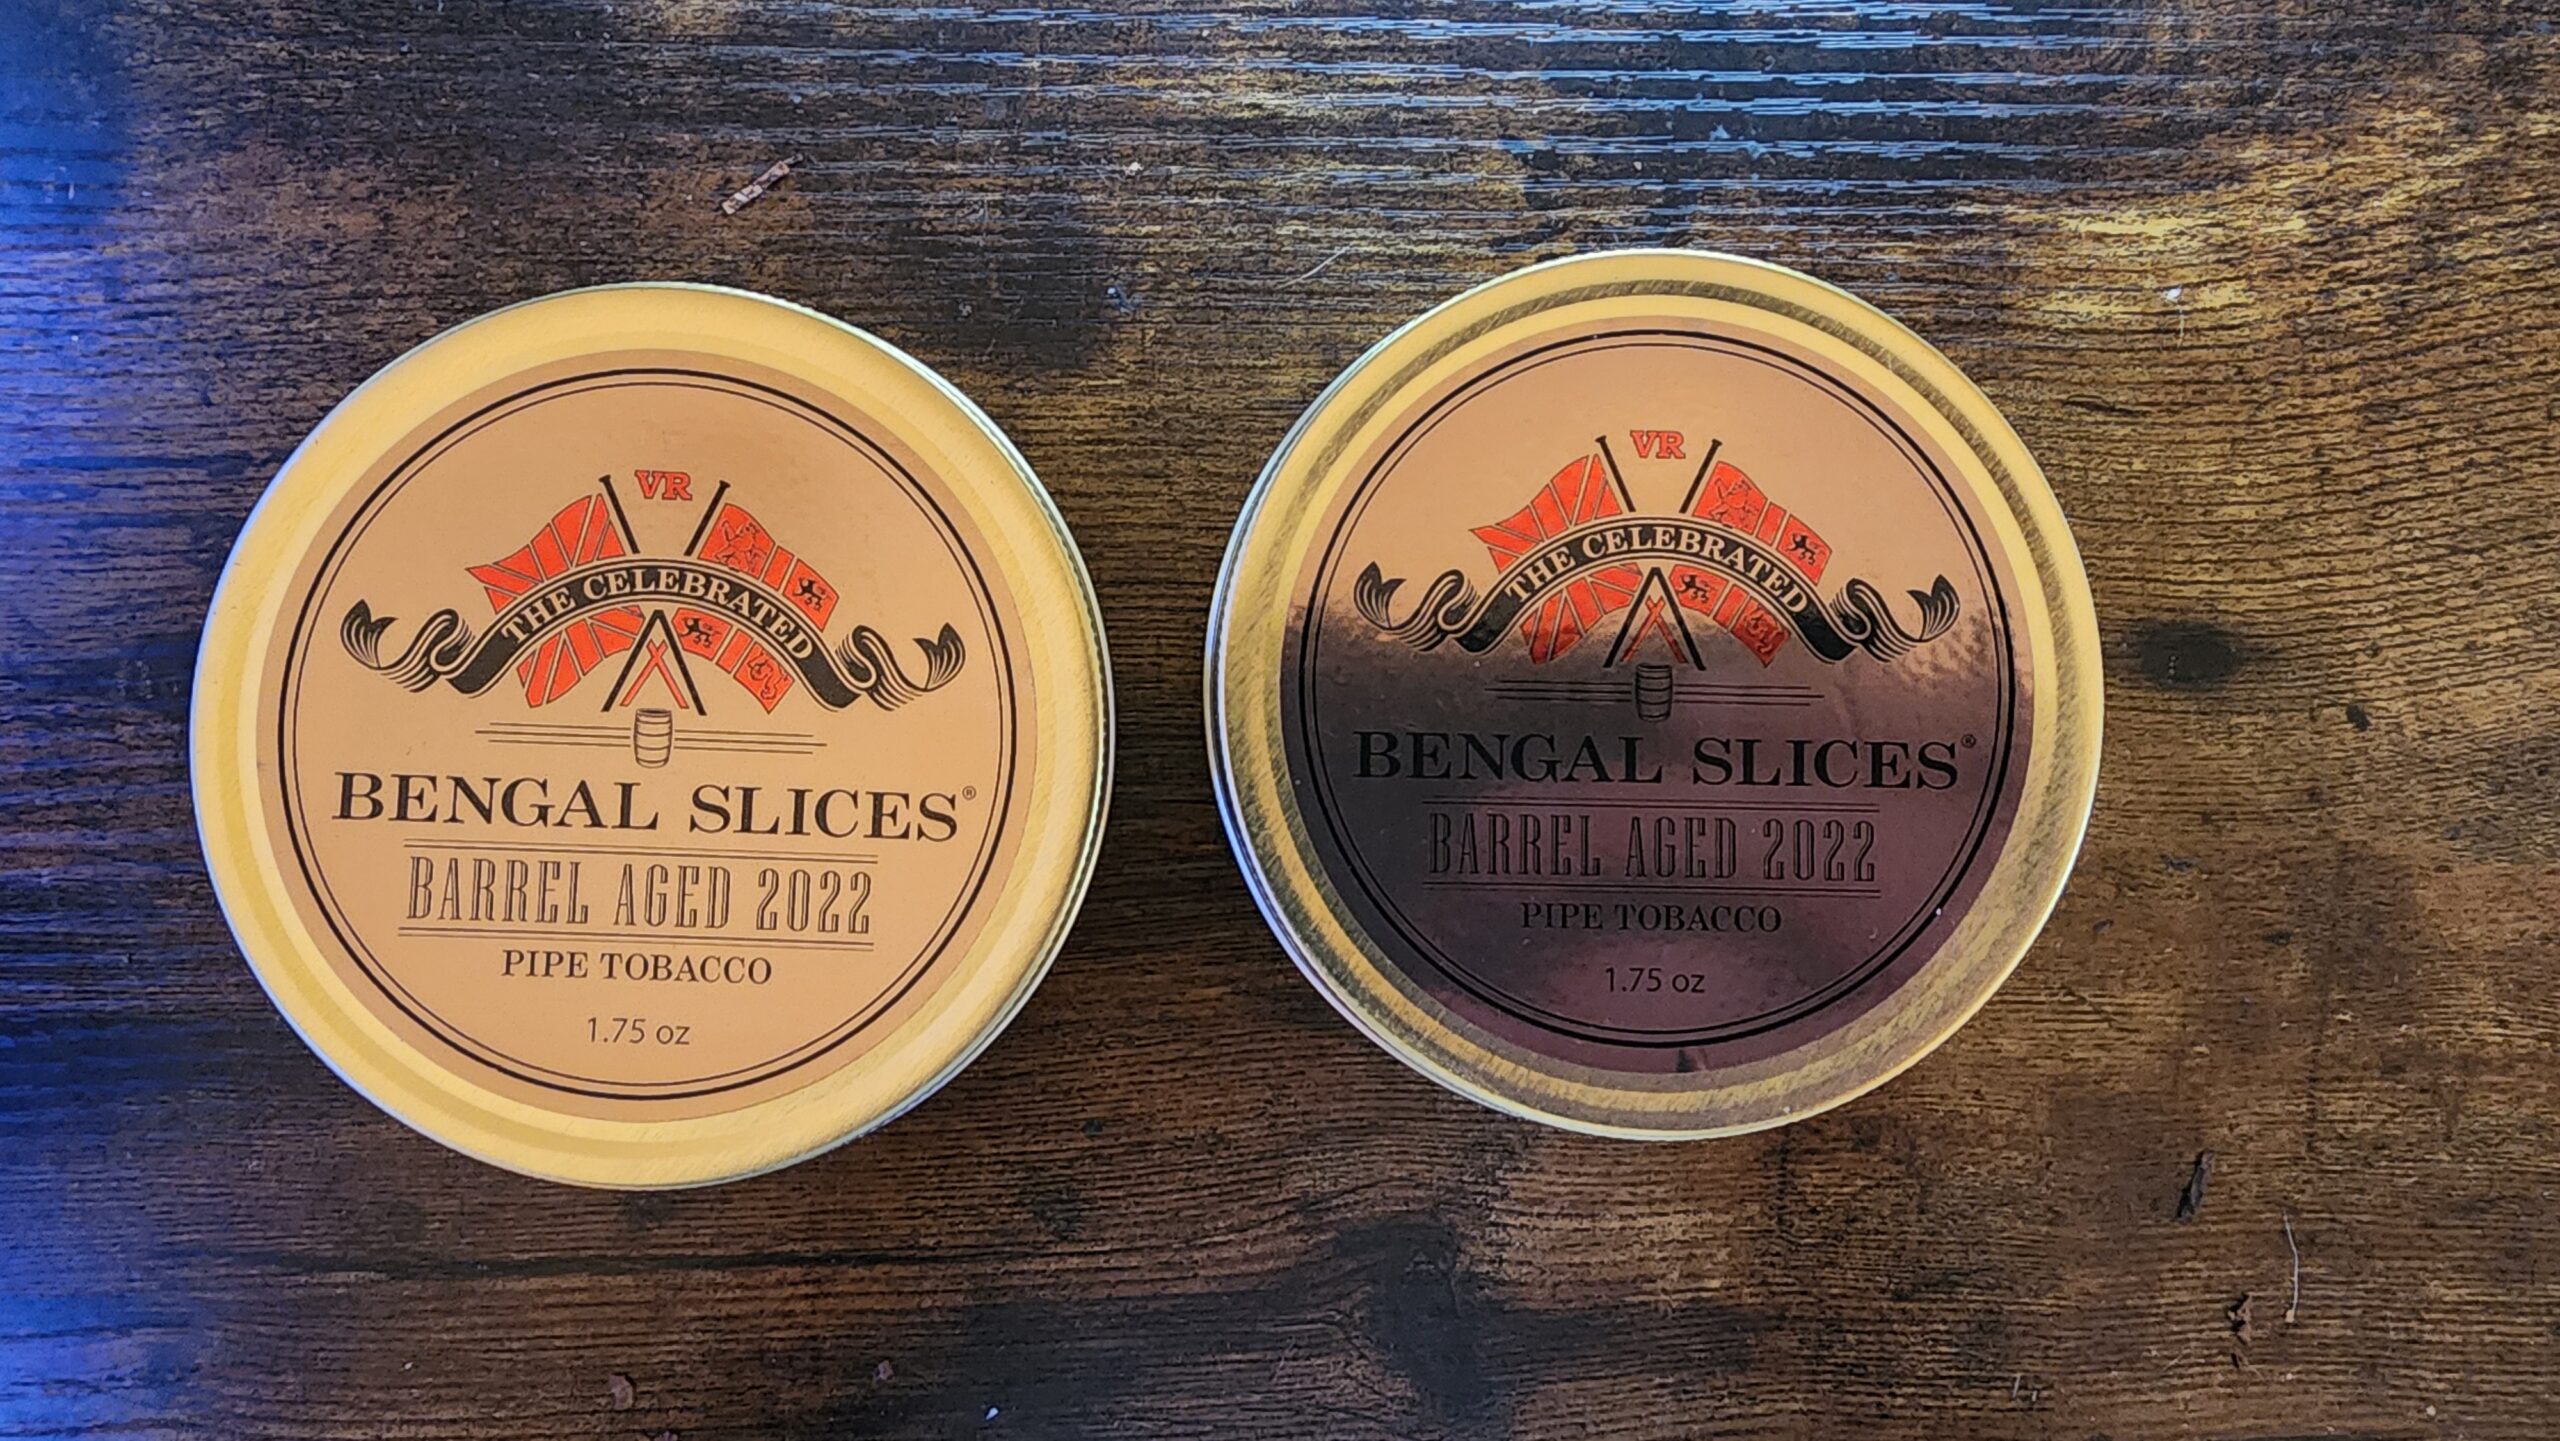 VR
THE CELEBRATED
BENGAL SLICES®
BARREL AGED 2022
PIPE TOBACCO
1.75 oz
VR
THE CELEBRATED
BENGAL SLICES®
BARREL AGED 2022
PIPE TOBACCO
1.75 oz